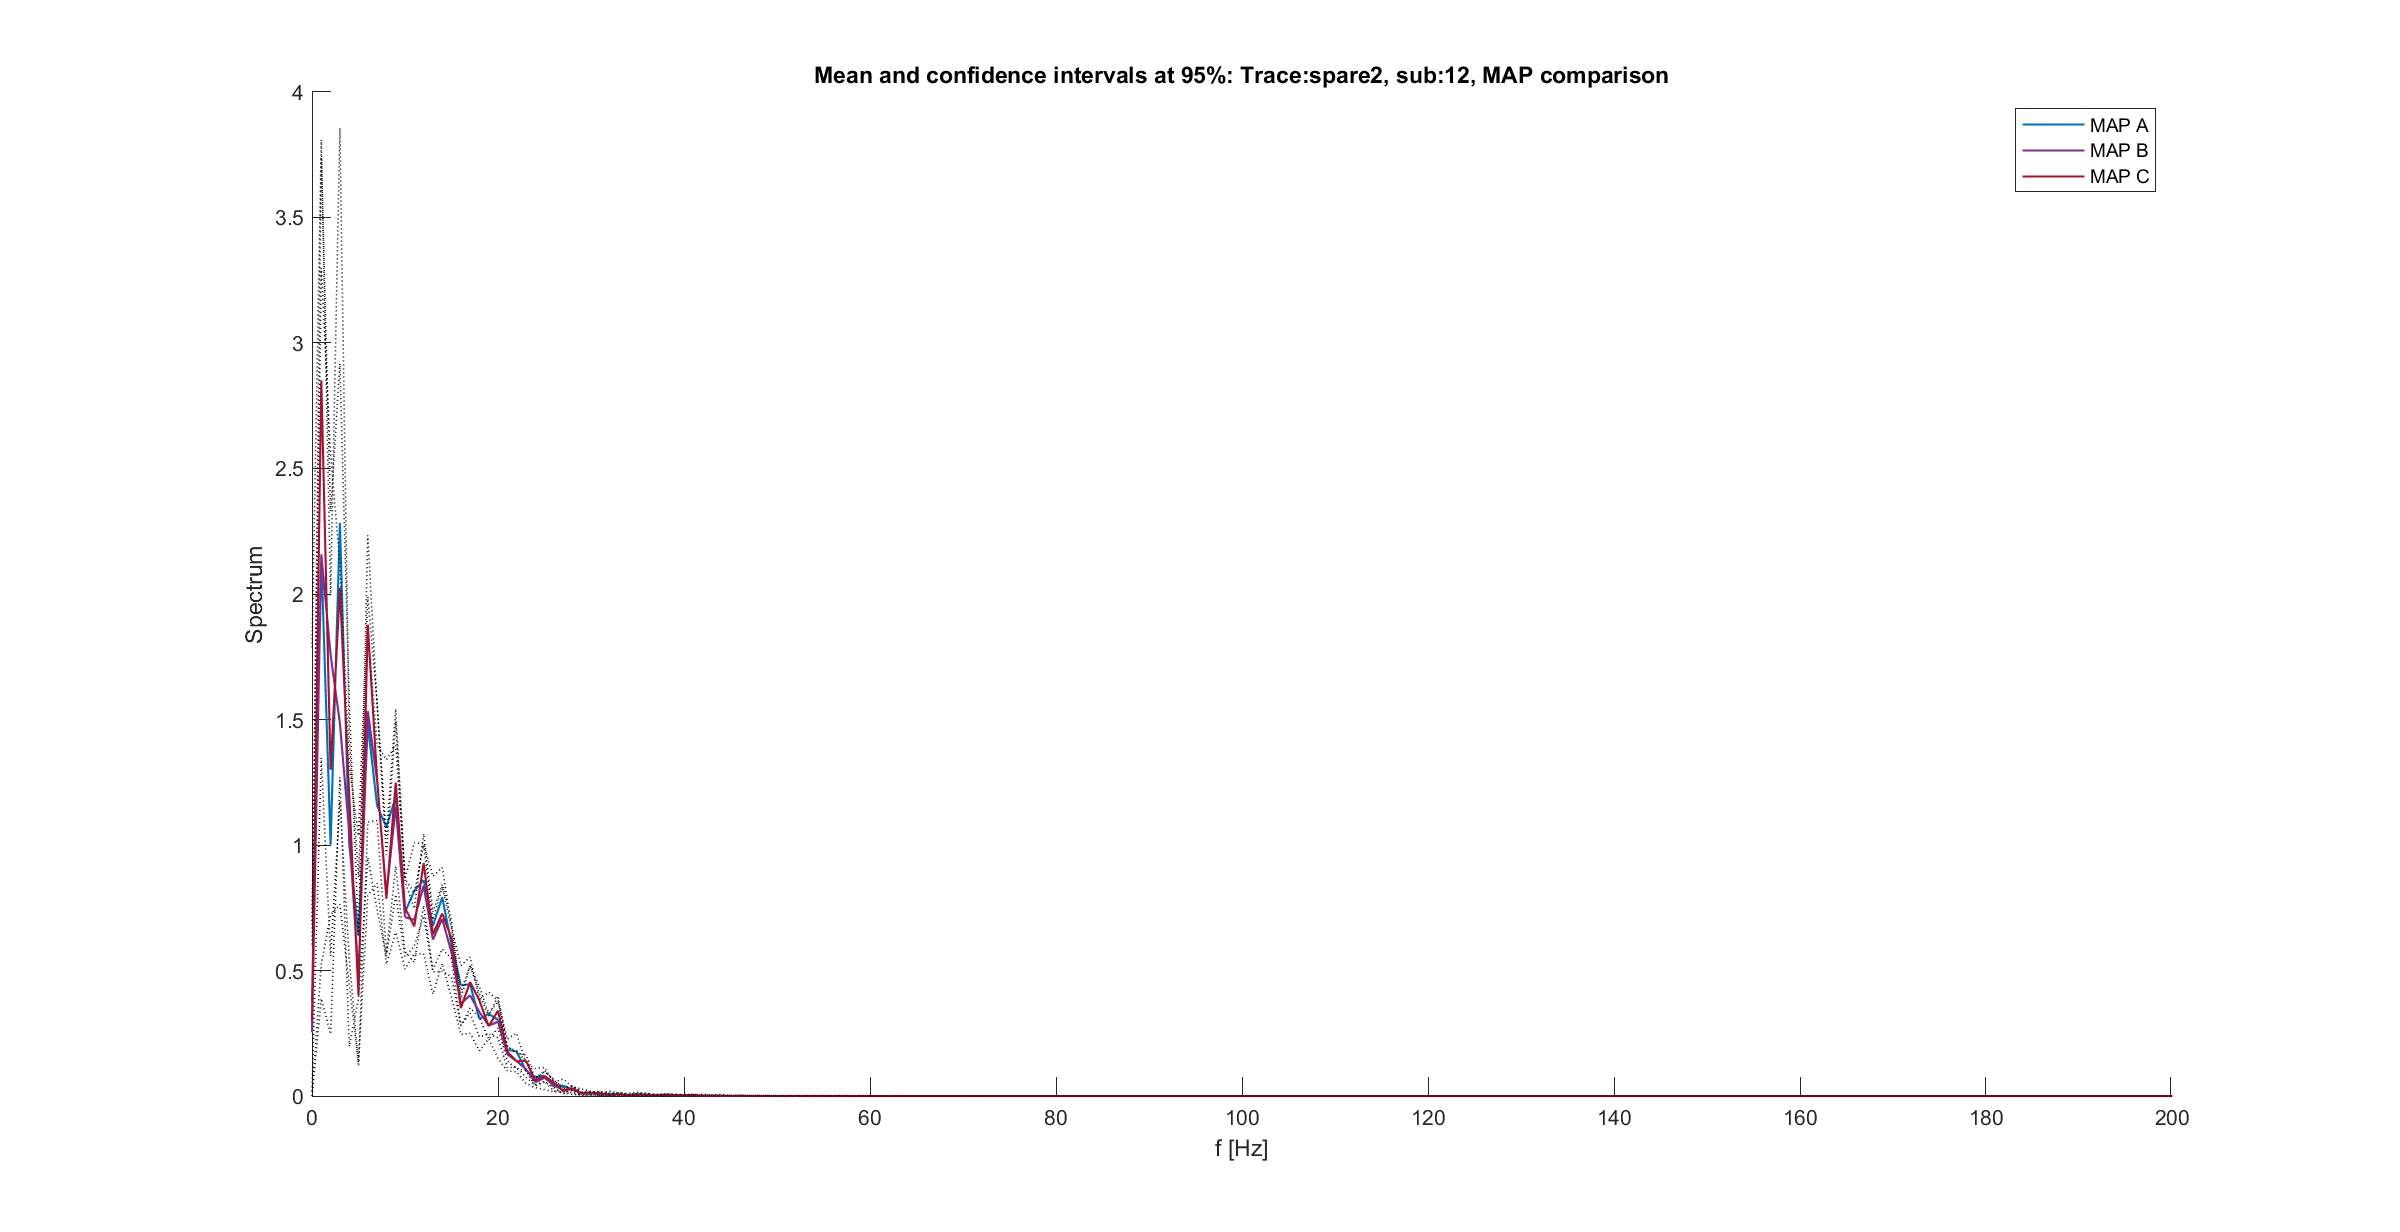 Mean and confidence intervals at 95%: Trace:spare2, sub:12, MAP comparison
4
3.5
3
2.5
2
1.5
1
0.5
0
Spectrum
MAP A
MAP B
MAP C
0 20 40 60 80 100 120 140 160 180 200
f [Hz]